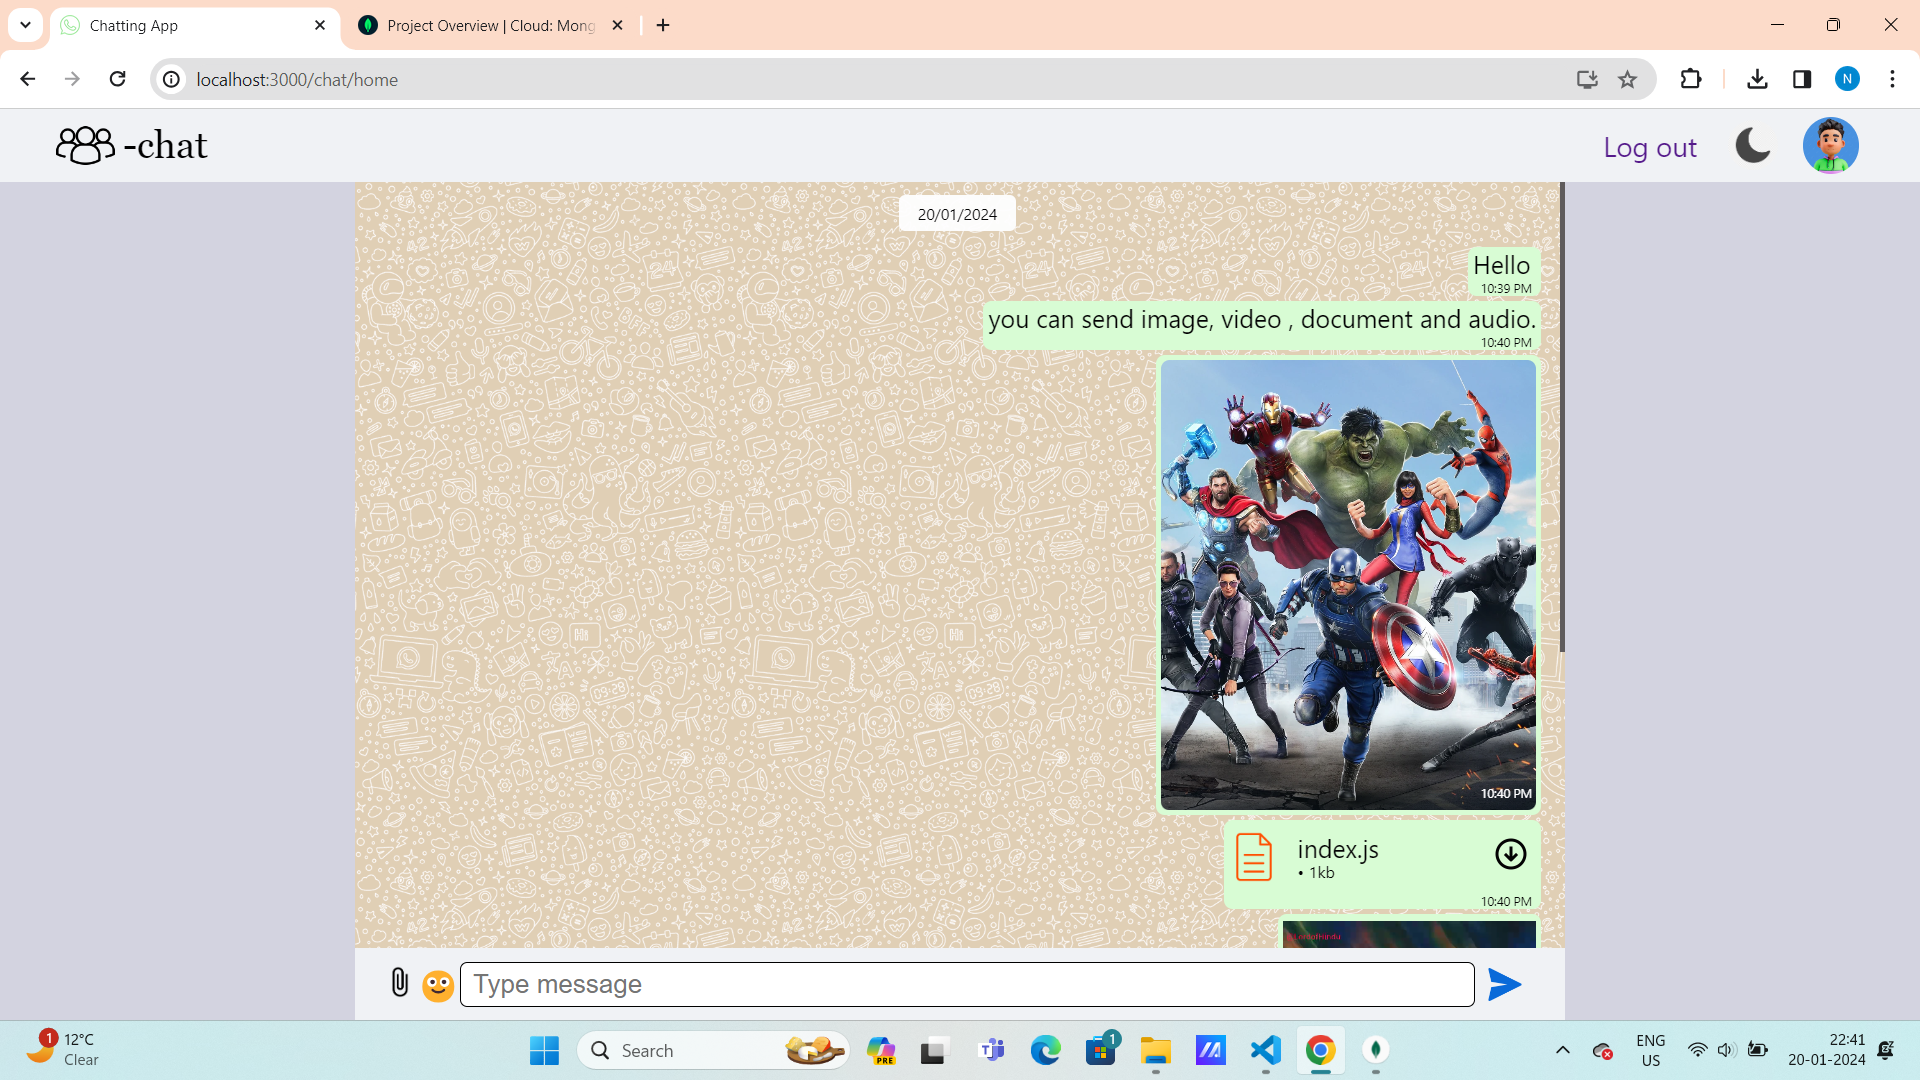 Chatting App
Project Overview | Cloud: Mong
localhost:3000/chat/home
N
-chat
Log out
20/01/2024
Hello
10:39 PM
you can send image, video , document and audio.
10:40 PM
A
10:40 PM
index.js
• 1kb
10:40 PM
Type message
1
12°C
Clear
Search
PRE
1
ENG
US
22:41
20-01-2024